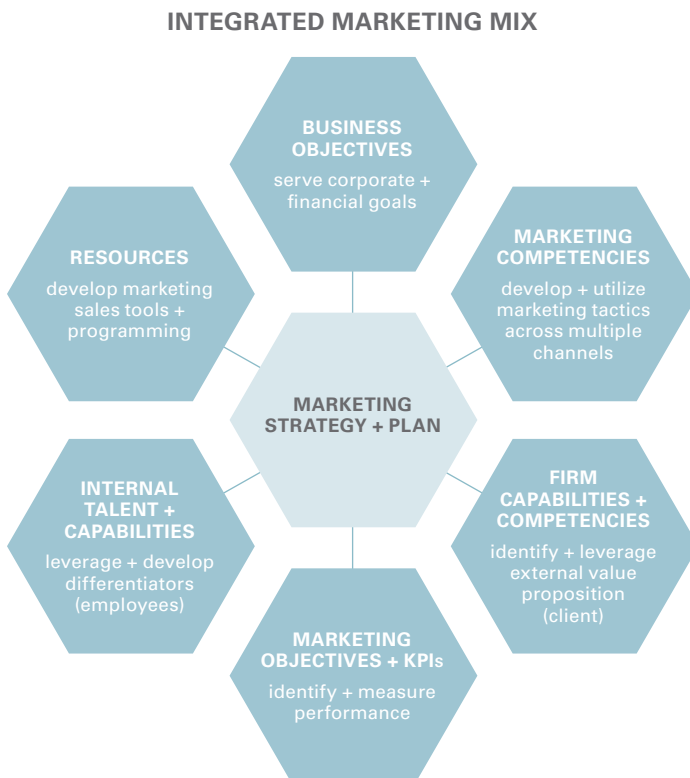 INTEGRATED MARKETING MIX
BUSINESS
OBJECTIVES
serve corporate +
financial goals
MARKETING
COMPETENCIES
develop + utilize
marketing tactics
across multiple
channels
FIRM
CAPABILITIES +
COMPETENCIES
identify + leverage
external value
proposition
(client)
MARKETING
OBJECTIVES + KPIs
identify + measure
performance
INTERNAL
TALENT +
CAPABILITIES
leverage + develop
differentiators
(employees)
RESOURCES
develop marketing
sales tools +
programming
MARKETING
STRATEGY + PLAN